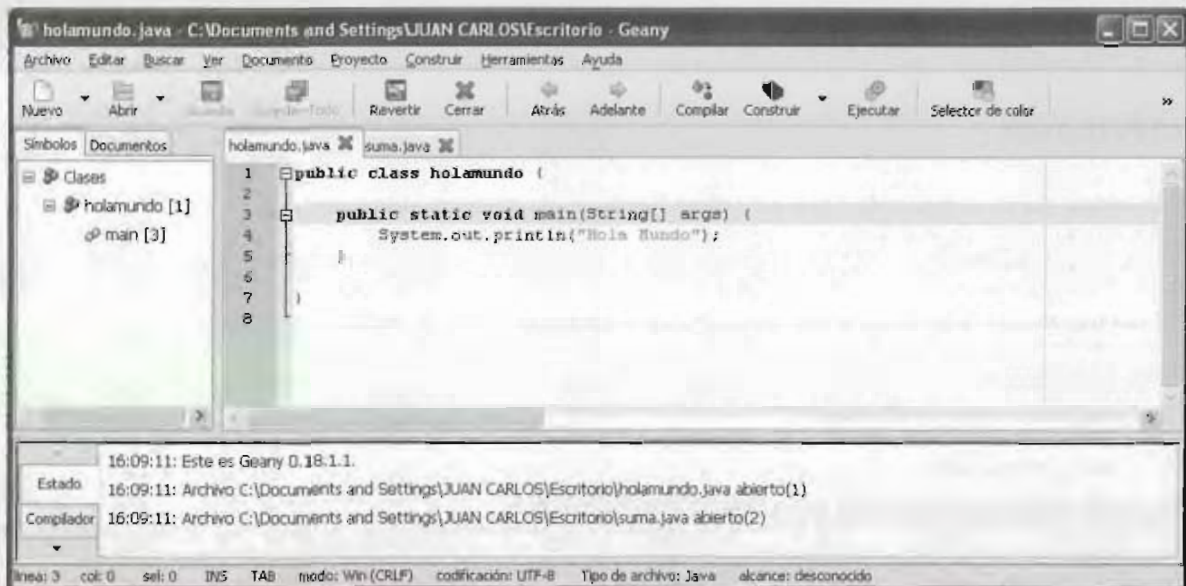 holamundo.java - C:\Documents and Settings\JUAN CARLOS\Escritorio - Geany
Archivo Editar Buscar Ver Documento Proyecto Construir Herramientas Ayuda
Nuevo Abrir Revertir Cerrar Atrás Adelante Compilar Construir Ejecutar Selector de color »
Símbolos Documentos
holamundo.java suma.java
Clases
holamundo [1]
main [3]
1 public class holamundo {
2
3 public static void main(String[] args) {
4 System.out.println("Hola Mundo");
5 }
6
7 }
8
16:09:11: Este es Geany 0.18.1.1.
Estado
16:09:11: Archivo C:\Documents and Settings\JUAN CARLOS\Escritorio\holamundo.java abierto(1)
Compilador
16:09:11: Archivo C:\Documents and Settings\JUAN CARLOS\Escritorio\suma.java abierto(2)
línea: 3 col: 0 sel: 0 INS TAB modo: Win (CRLF) codificación: UTF-8 Tipo de archivo: Java alcance: desconocido